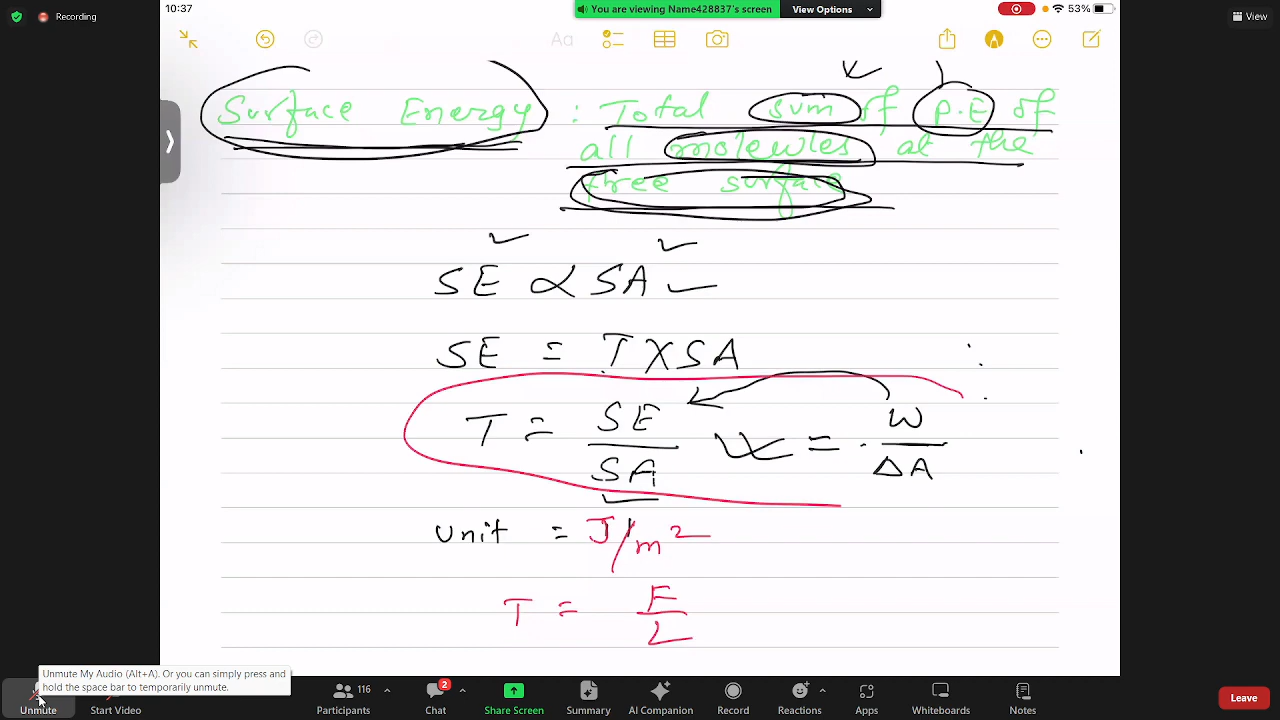 10:37
You are viewing Name428837's screen
View Options
53%
Recording
View
Aa
Surface Energy : Total sum of P.E of
all molecules at the
three surface
SE ∝ SA
SE = T X SA
T = SE/SA = W/ΔA
Unit = J/m²
T = F/L
Unmute My Audio (Alt+A). Or you can simply press and
hold the space bar to temporarily unmute.
Unmute
Start Video
116
Participants
2
Chat
Share Screen
Summary
AI Companion
Record
Reactions
Apps
Whiteboards
Notes
Leave